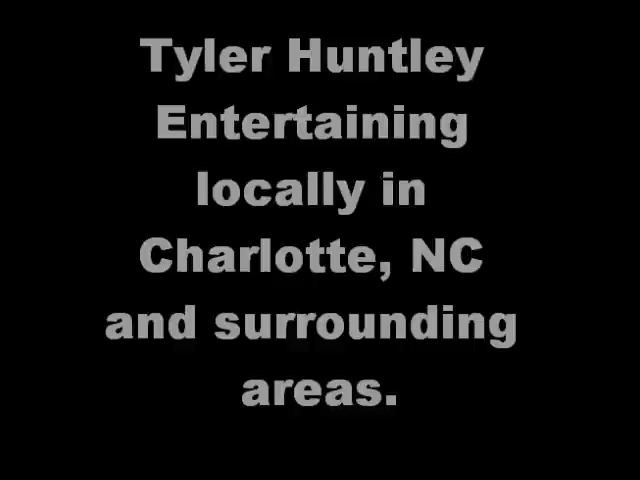 Tyler Huntley
Entertaining
locally in
Charlotte, NC
and surrounding
areas.